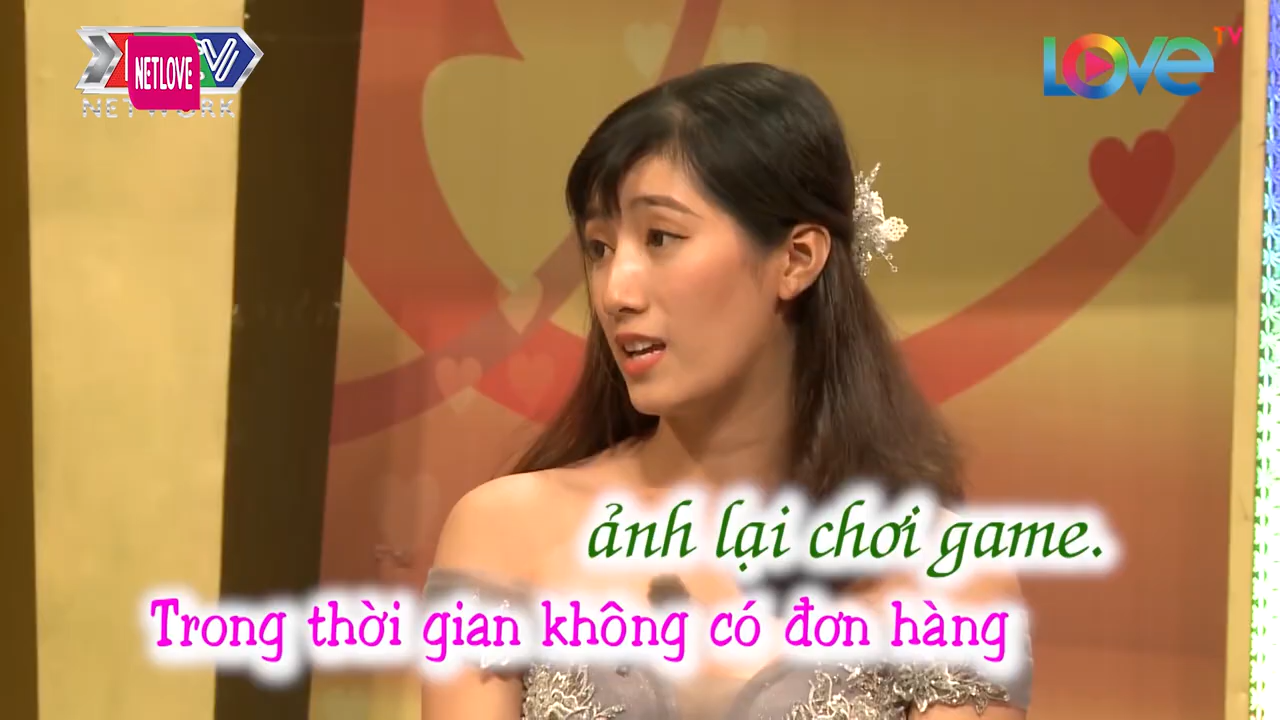 NETLOVE
NETWORK
LOVE TV
ảnh lại chơi game.
Trong thời gian không có đơn hàng